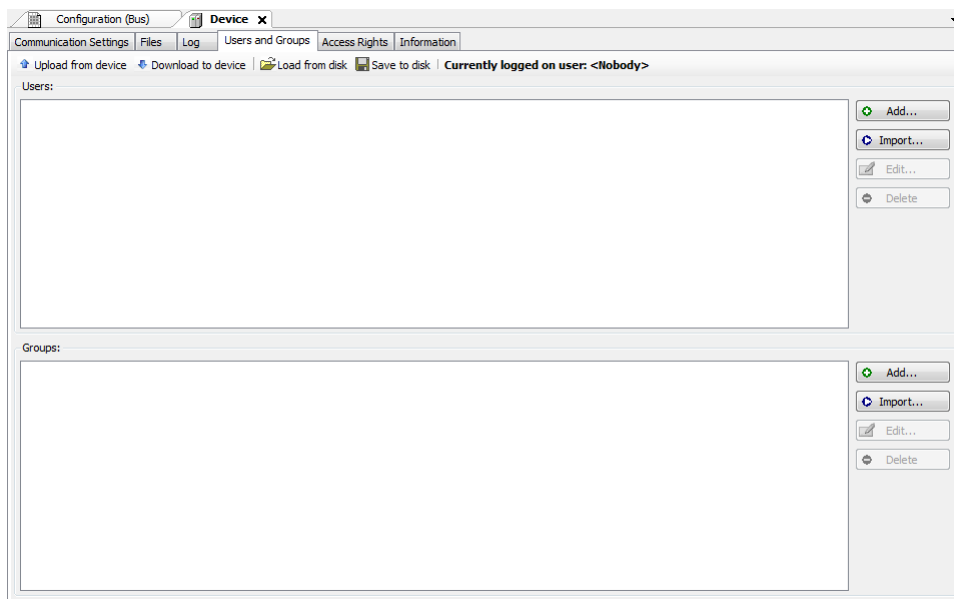 Configuration (Bus) Device X
Communication Settings Files Log Users and Groups Access Rights Information
Upload from device Download to device Load from disk Save to disk Currently logged on user: <Nobody>
Users:
Add...
Import...
Edit...
Delete
Groups:
Add...
Import...
Edit...
Delete